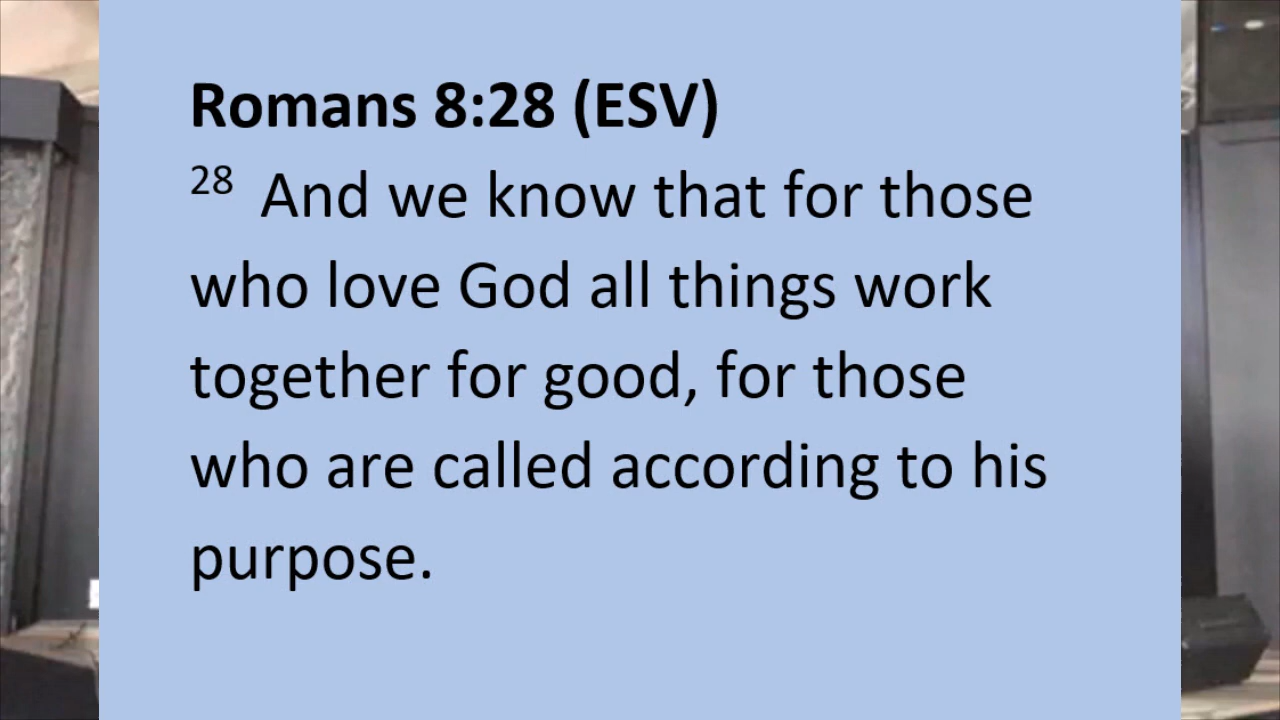 Romans 8:28 (ESV)
28 And we know that for those
who love God all things work
together for good, for those
who are called according to his
purpose.